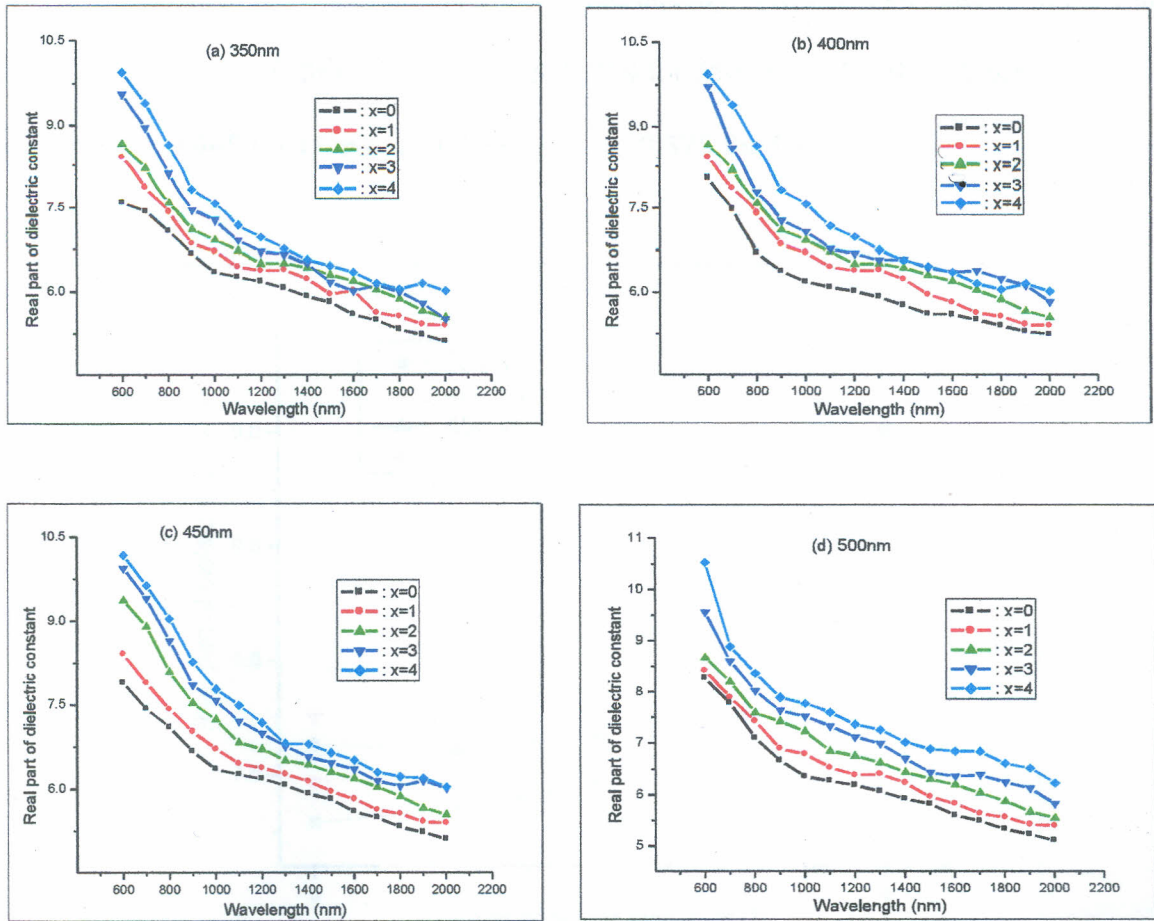 (a) 350nm
10.5
9.0
7.5
6.0
Real part of dielectric constant
: x=0
: x=1
: x=2
: x=3
: x=4
600 800 1000 1200 1400 1600 1800 2000 2200
Wavelength (nm)
(b) 400nm
10.5
9.0
7.5
6.0
Real part of dielectric constant
: x=0
: x=1
: x=2
: x=3
: x=4
600 800 1000 1200 1400 1600 1800 2000 2200
Wavelength (nm)
(c) 450nm
10.5
9.0
7.5
6.0
Real part of dielectric constant
: x=0
: x=1
: x=2
: x=3
: x=4
600 800 1000 1200 1400 1600 1800 2000 2200
Wavelength (nm)
(d) 500nm
11
10
9
8
7
6
5
Real part of dielectric constant
: x=0
: x=1
: x=2
: x=3
: x=4
600 800 1000 1200 1400 1600 1800 2000 2200
Wavelength (nm)